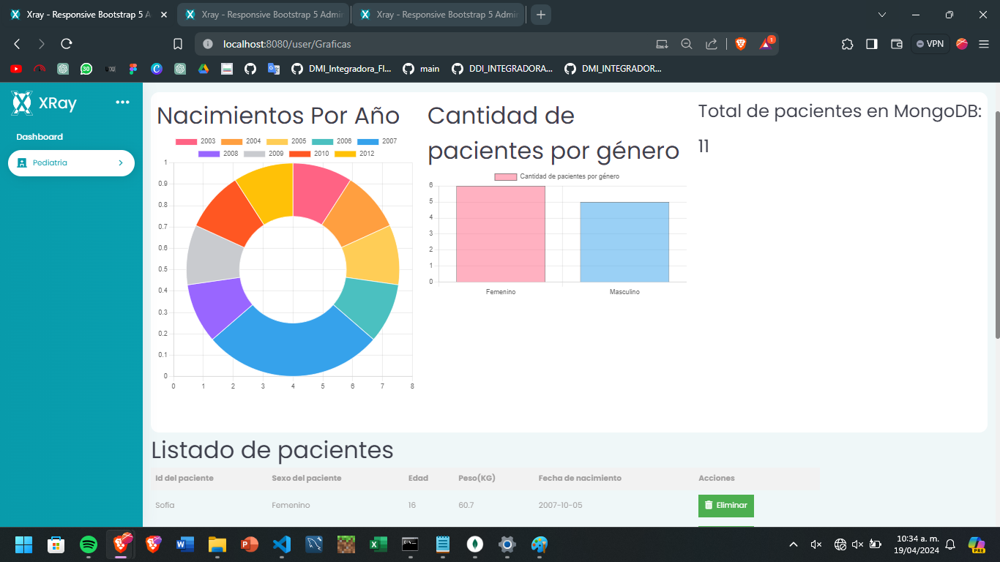 Xray - Responsive Bootstrap 5 A
Xray - Responsive Bootstrap 5 Admin
Xray - Responsive Bootstrap 5 Admin
localhost:8080/user/Graficas
1
VPN
30
DMI_Integradora_Fl...
main
DDI_INTEGRADORA...
DMI_INTEGRADOR...
XRay
Dashboard
Pediatria
Nacimientos Por Año
2003 2004 2005 2006 2007
2008 2009 2010 2012
1
0.9
0.8
0.7
0.6
0.5
0.4
0.3
0.2
0.1
0
0 1 2 3 4 5 6 7 8
Cantidad de
pacientes por género
Cantidad de pacientes por género
6
5
4
3
2
1
0
Femenino Masculino
Total de pacientes en MongoDB:
11
Listado de pacientes
Id del paciente Sexo del paciente Edad Peso(KG) Fecha de nacimiento Acciones
Sofia Femenino 16 60.7 2007-10-05 Eliminar
10:34 a. m.
19/04/2024
PRE